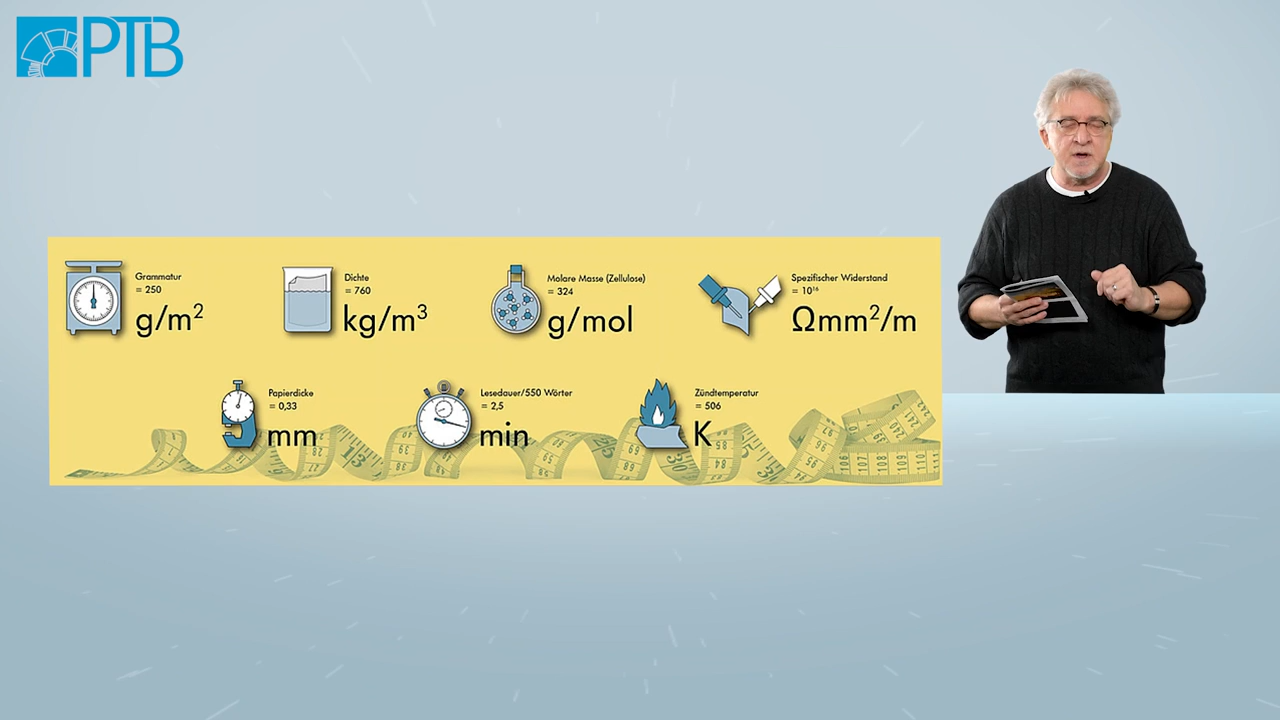 PTB
Grammatur
= 250
g/m²
Dichte
= 760
kg/m³
Molare Masse (Zellulose)
= 324
g/mol
Spezifischer Widerstand
= 10¹⁶
Ωmm²/m
Papierdicke
= 0,33
mm
Lesedauer/550 Wörter
= 2,5
min
Zündtemperatur
= 506
K